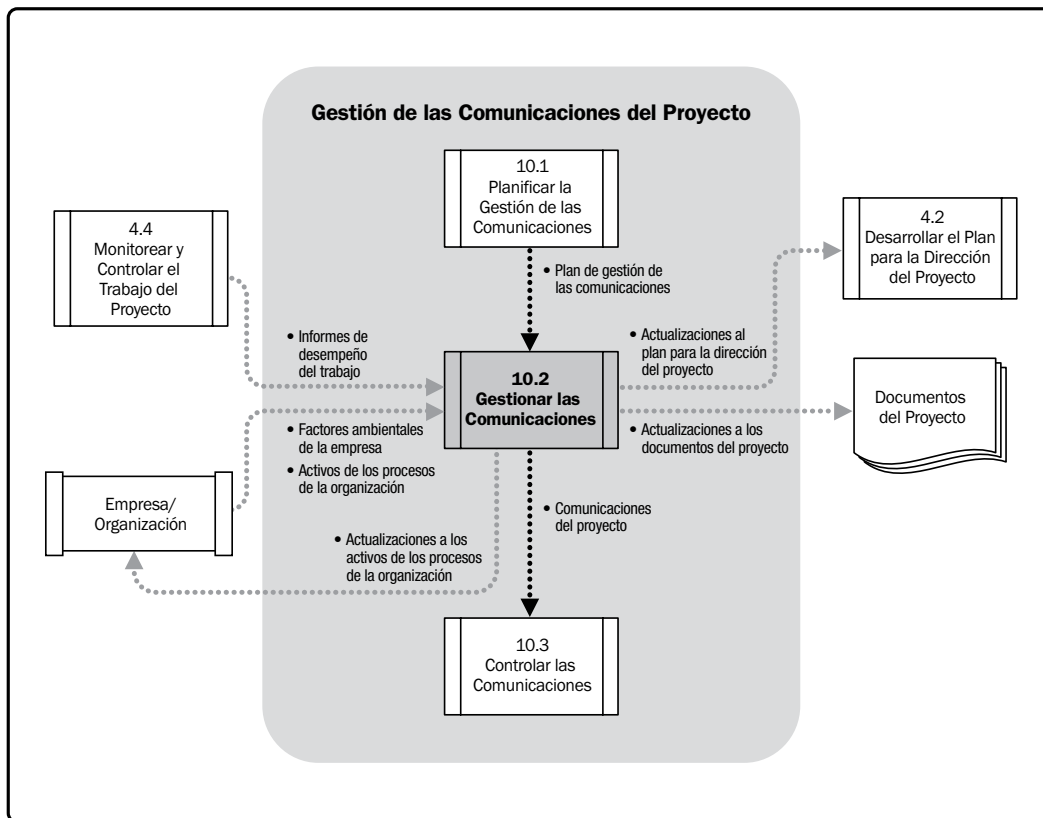 Gestión de las Comunicaciones del Proyecto
10.1
Planificar la
Gestión de las
Comunicaciones
4.4
Monitorear y
Controlar el
Trabajo del
Proyecto
4.2
Desarrollar el Plan
para la Dirección
del Proyecto
• Plan de gestión de
las comunicaciones
• Informes de
desempeño
del trabajo
• Actualizaciones al
plan para la dirección
del proyecto
10.2
Gestionar las
Comunicaciones
Documentos
del Proyecto
• Factores ambientales
de la empresa
• Activos de los procesos
de la organización
• Actualizaciones a los
documentos del proyecto
Empresa/
Organización
• Comunicaciones
del proyecto
• Actualizaciones a los
activos de los procesos
de la organización
10.3
Controlar las
Comunicaciones